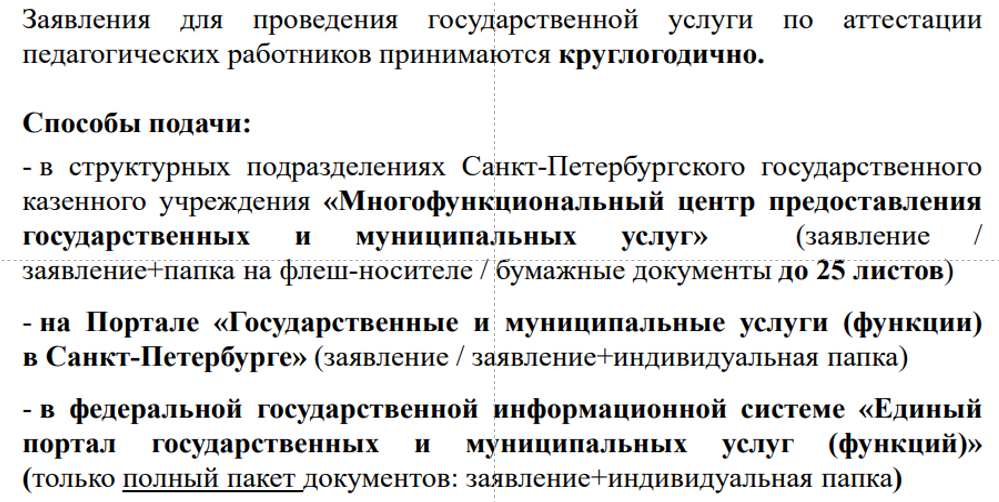 Заявления для проведения государственной услуги по аттестации
педагогических работников принимаются круглогодично.
Способы подачи:
- в структурных подразделениях Санкт-Петербургского государственного
казенного учреждения «Многофункциональный центр предоставления
государственных и муниципальных услуг» (заявление /
заявление+папка на флеш-носителе / бумажные документы до 25 листов)
- на Портале «Государственные и муниципальные услуги (функции)
в Санкт-Петербурге» (заявление / заявление+индивидуальная папка)
- в федеральной государственной информационной системе «Единый
портал государственных и муниципальных услуг (функций)»
(только полный пакет документов: заявление+индивидуальная папка)